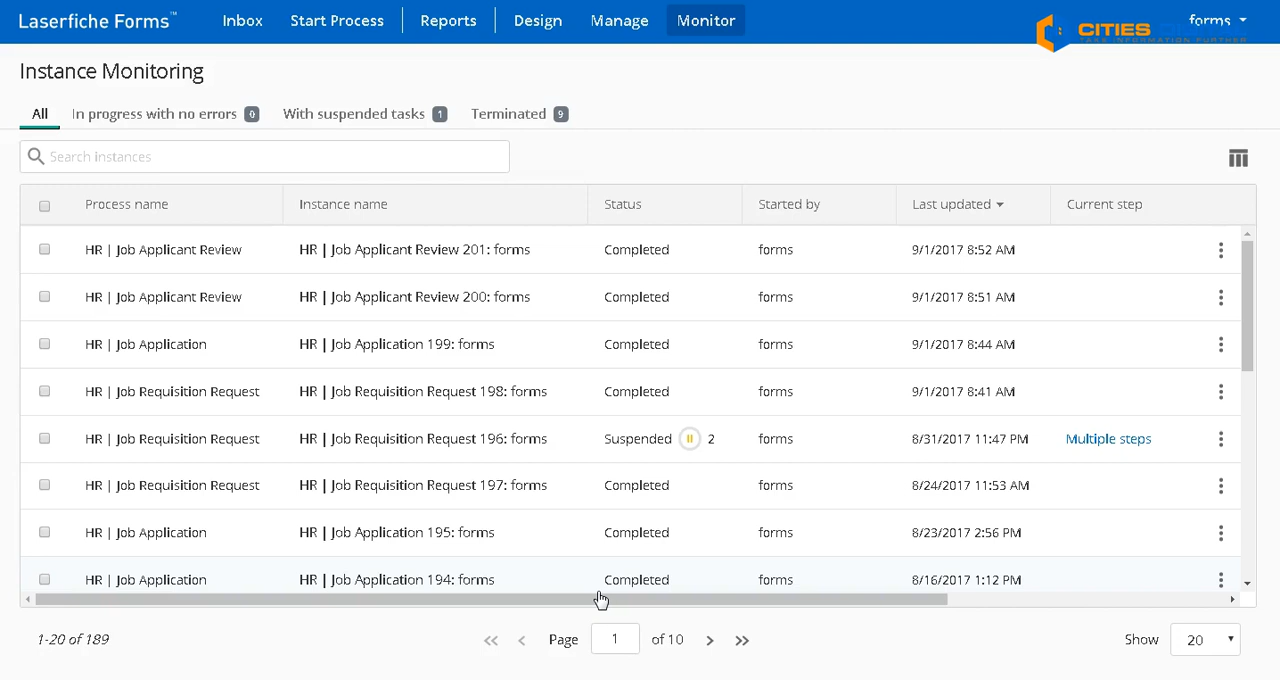 Laserfiche Forms™ Inbox Start Process Reports Design Manage Monitor forms
CITIES
TAKE INFORMATION FURTHER
Instance Monitoring
All In progress with no errors 0 With suspended tasks 1 Terminated 9
Search instances
Process name Instance name Status Started by Last updated Current step
HR | Job Applicant Review HR | Job Applicant Review 201: forms Completed forms 9/1/2017 8:52 AM
HR | Job Applicant Review HR | Job Applicant Review 200: forms Completed forms 9/1/2017 8:51 AM
HR | Job Application HR | Job Application 199: forms Completed forms 9/1/2017 8:44 AM
HR | Job Requisition Request HR | Job Requisition Request 198: forms Completed forms 9/1/2017 8:41 AM
HR | Job Requisition Request HR | Job Requisition Request 196: forms Suspended 2 forms 8/31/2017 11:47 PM Multiple steps
HR | Job Requisition Request HR | Job Requisition Request 197: forms Completed forms 8/24/2017 11:53 AM
HR | Job Application HR | Job Application 195: forms Completed forms 8/23/2017 2:56 PM
HR | Job Application HR | Job Application 194: forms Completed forms 8/16/2017 1:12 PM
1-20 of 189 << < Page 1 of 10 > >> Show 20